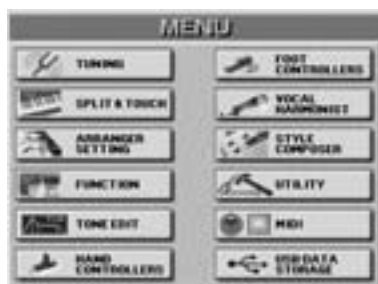 MENU
TUNING
SPLIT & TOUCH
ARRANGER
SETTING
FUNCTION
TONE EDIT
HAND
CONTROLLERS
FOOT
CONTROLLERS
VOCAL
HARMONIST
STYLE
COMPOSER
UTILITY
MIDI
USB DATA
STORAGE